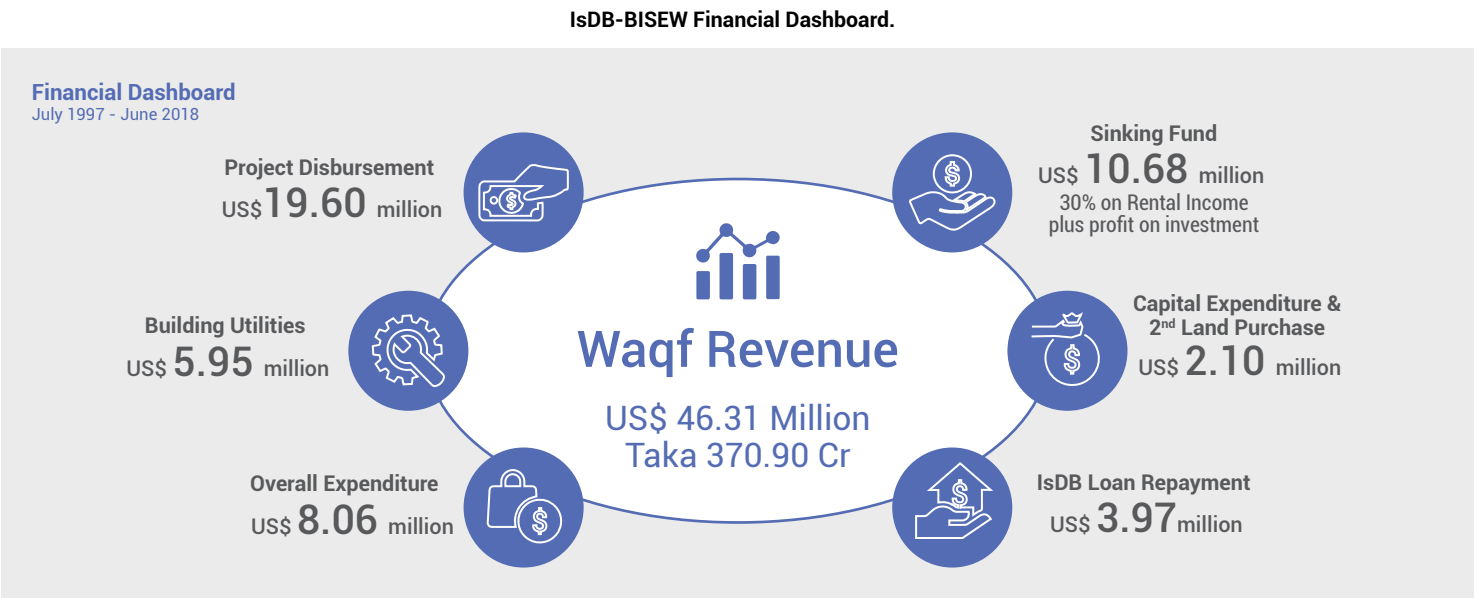 IsDB-BISEW Financial Dashboard.
Financial Dashboard
July 1997 - June 2018
Project Disbursement
US$ 19.60 million
Building Utilities
US$ 5.95 million
Overall Expenditure
US$ 8.06 million
Waqf Revenue
US$ 46.31 Million
Taka 370.90 Cr
Sinking Fund
US$ 10.68 million
30% on Rental Income
plus profit on investment
Capital Expenditure &
2nd Land Purchase
US$ 2.10 million
IsDB Loan Repayment
US$ 3.97million